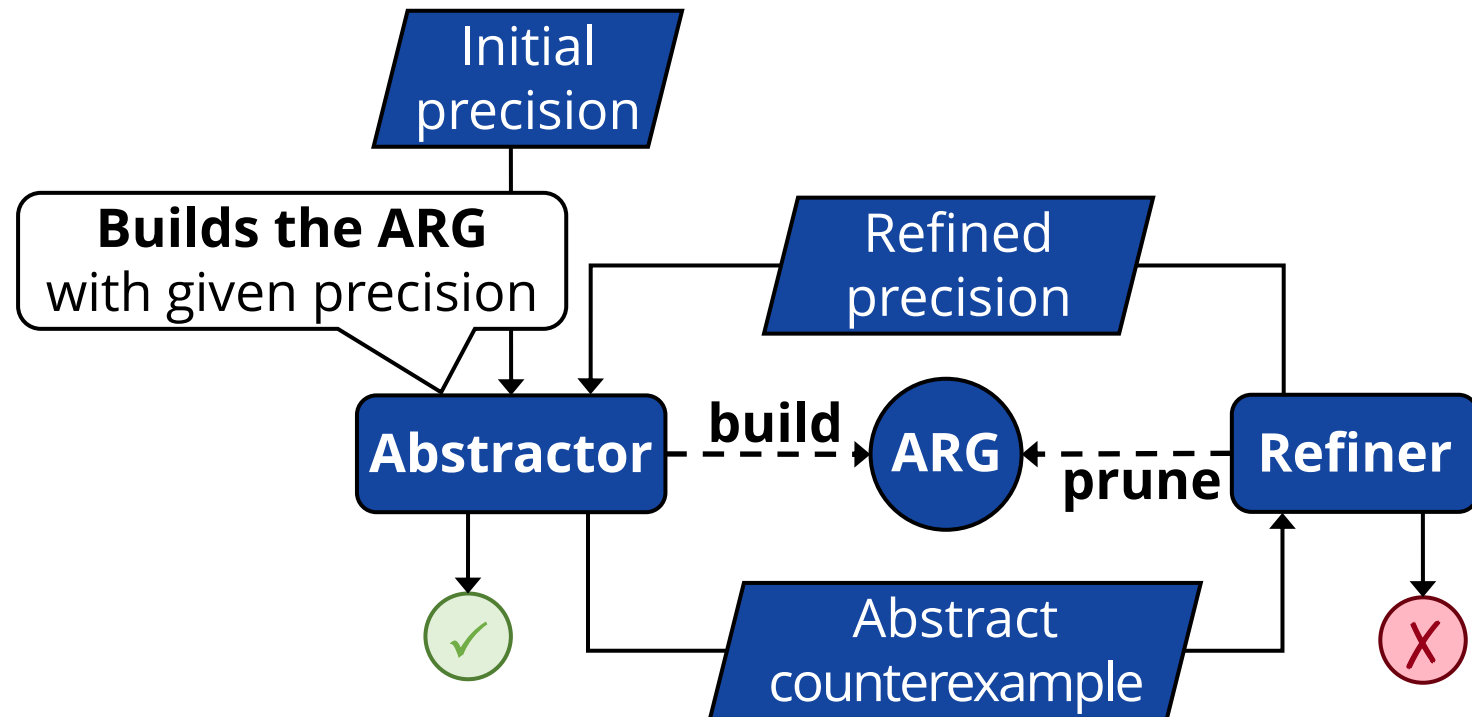 Initial
precision
Builds the ARG
with given precision
Refined
precision
build
Abstractor
ARG
Refiner
prune
✓
✗
Abstract
counterexample